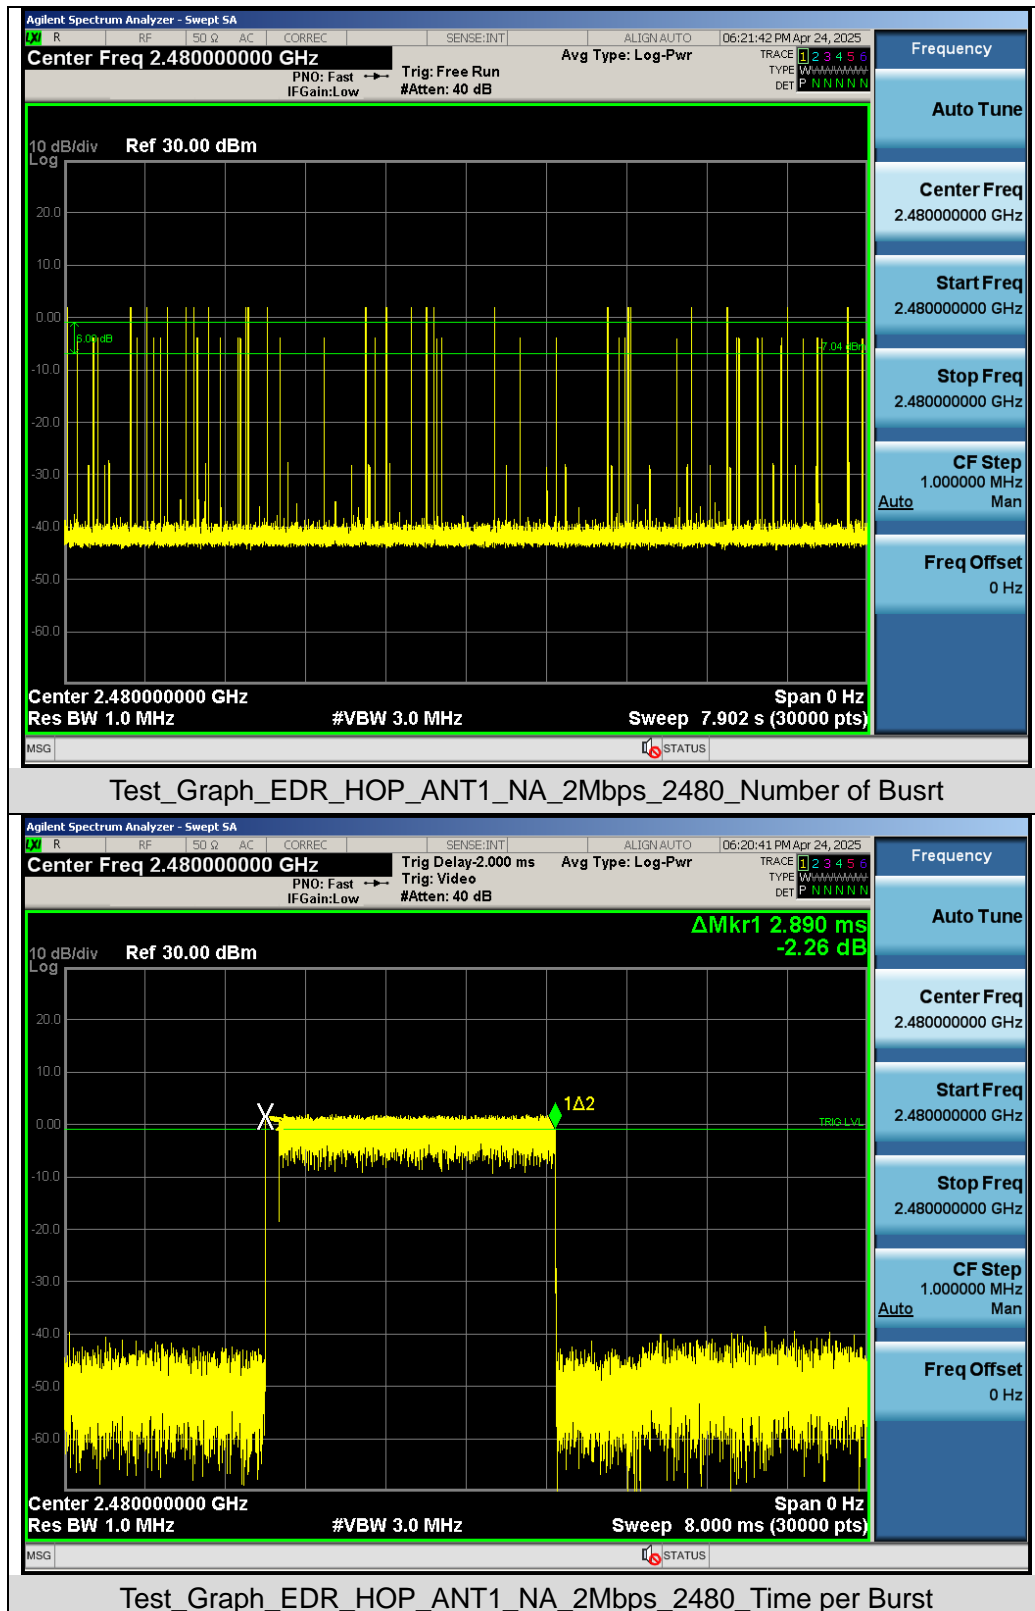 Agilent Spectrum Analyzer - Swept SA
LXI R RF 50 Ω AC CORREC SENSE:INT ALIGN AUTO 06:21:42 PM Apr 24, 2025
Center Freq 2.480000000 GHz
PNO: Fast
IFGain:Low
Trig: Free Run
#Atten: 40 dB
Avg Type: Log-Pwr
TRACE 1 2 3 4 5 6
TYPE W
DET P N N N N N
Frequency
10 dB/div Ref 30.00 dBm
Log
20.0
10.0
0.00
-10.0
-20.0
-30.0
-40.0
-50.0
-60.0
6.00 dB
-7.04 dBm
Center 2.480000000 GHz Span 0 Hz
Res BW 1.0 MHz #VBW 3.0 MHz Sweep 7.902 s (30000 pts)
MSG STATUS
Auto Tune
Center Freq
2.480000000 GHz
Start Freq
2.480000000 GHz
Stop Freq
2.480000000 GHz
CF Step
1.000000 MHz
Auto Man
Freq Offset
0 Hz
Test_Graph_EDR_HOP_ANT1_NA_2Mbps_2480_Number of Busrt
Agilent Spectrum Analyzer - Swept SA
LXI R RF 50 Ω AC CORREC SENSE:INT ALIGN AUTO 06:20:41 PM Apr 24, 2025
Center Freq 2.480000000 GHz
PNO: Fast
IFGain:Low
Trig Delay-2.000 ms
Trig: Video
#Atten: 40 dB
Avg Type: Log-Pwr
TRACE 1 2 3 4 5 6
TYPE W
DET P N N N N N
Frequency
ΔMkr1 2.890 ms
-2.26 dB
10 dB/div Ref 30.00 dBm
Log
20.0
10.0
0.00
-10.0
-20.0
-30.0
-40.0
-50.0
-60.0
X
1Δ2
TRIG LVL
Center 2.480000000 GHz Span 0 Hz
Res BW 1.0 MHz #VBW 3.0 MHz Sweep 8.000 ms (30000 pts)
MSG STATUS
Auto Tune
Center Freq
2.480000000 GHz
Start Freq
2.480000000 GHz
Stop Freq
2.480000000 GHz
CF Step
1.000000 MHz
Auto Man
Freq Offset
0 Hz
Test_Graph_EDR_HOP_ANT1_NA_2Mbps_2480_Time per Burst